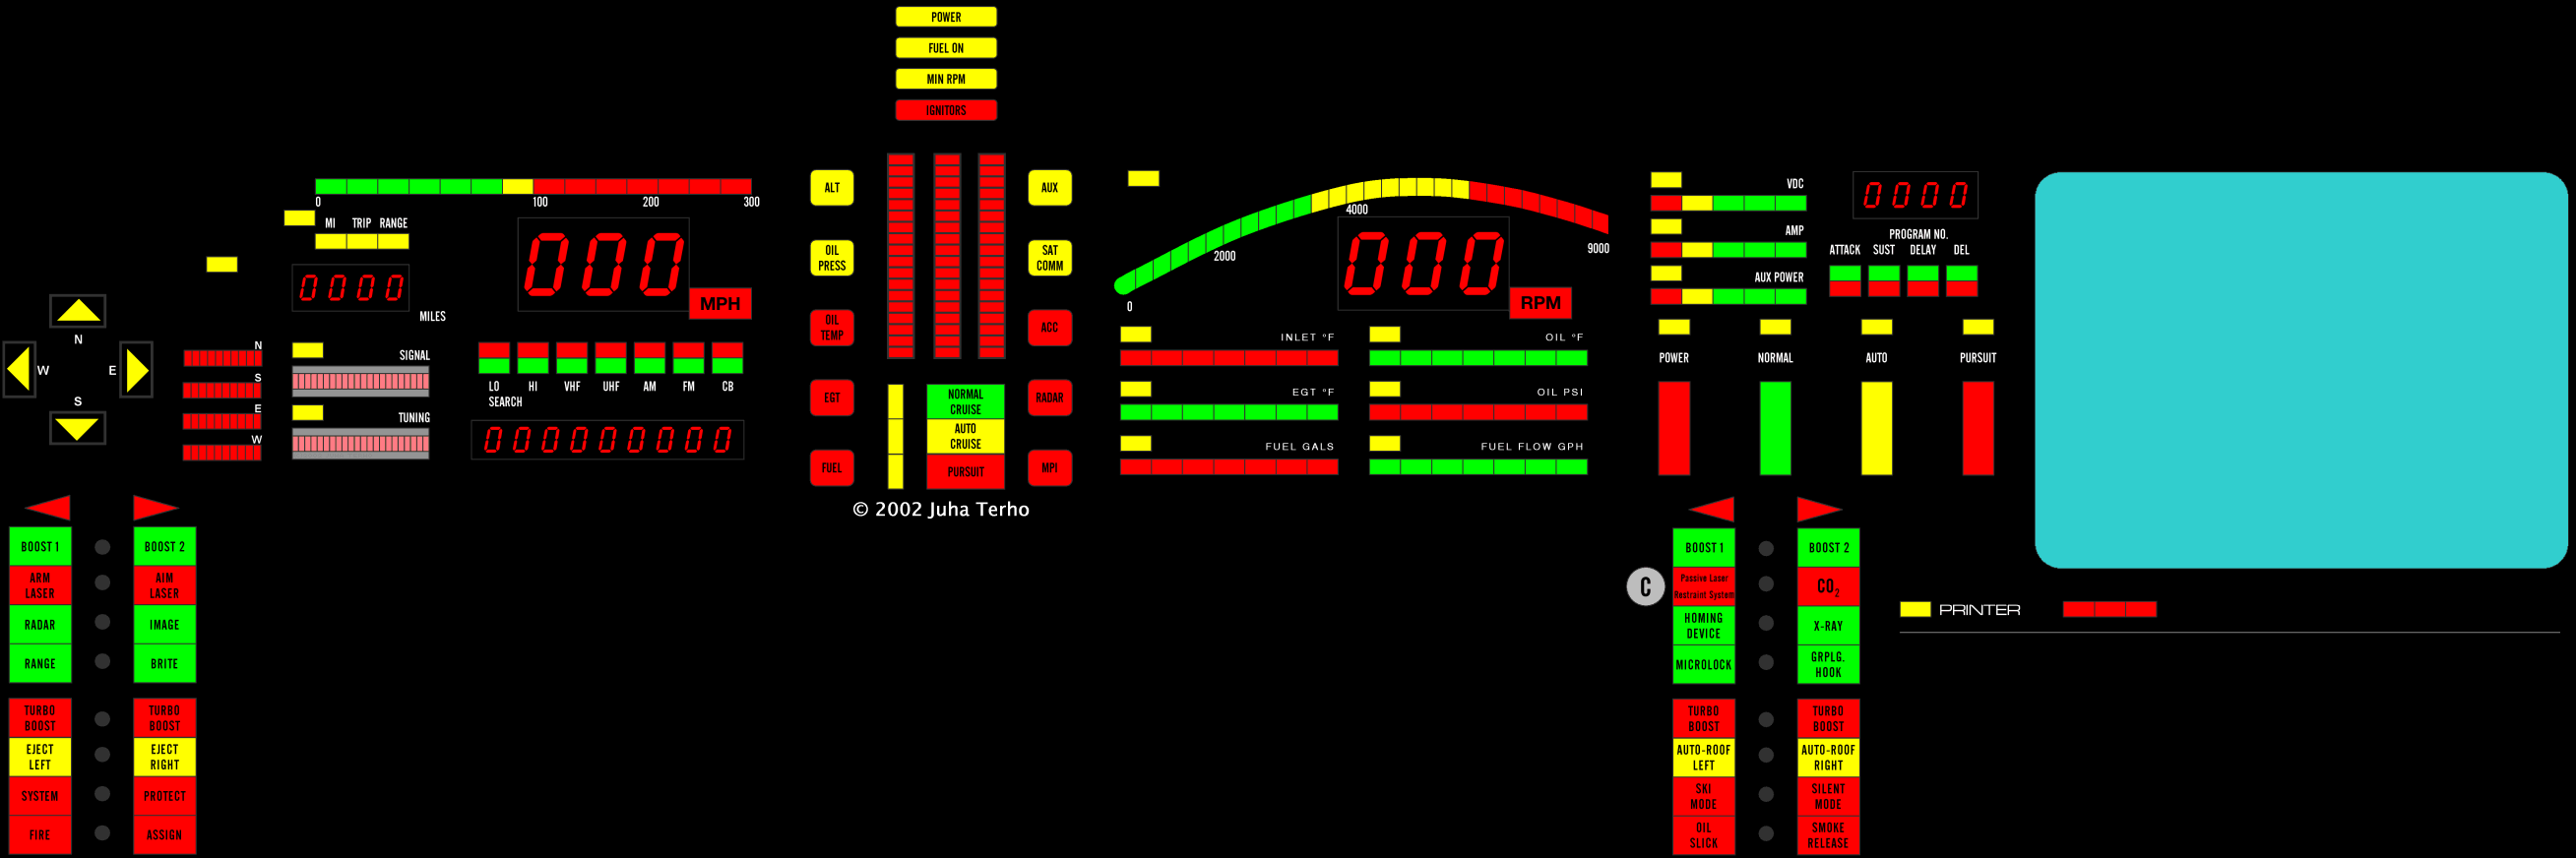 POWER
FUEL ON
MIN RPM
IGNITORS
0 100 200 300
MI TRIP RANGE
0000
MILES
000
MPH
N
W E
S
N
S
E
W
SIGNAL
TUNING
LO HI VHF UHF AM FM CB
SEARCH
000000000
ALT
OIL
PRESS
OIL
TEMP
EGT
FUEL
AUX
SAT
COMM
ACC
RADAR
MP1
NORMAL
CRUISE
AUTO
CRUISE
PURSUIT
© 2002 Juha Terho
0
2000
4000
9000
000
RPM
INLET °F
EGT °F
FUEL GALS
OIL °F
OIL PSI
FUEL FLOW GPH
VDC
AMP
AUX POWER
0000
PROGRAM NO.
ATTACK SUST DELAY DEL
POWER NORMAL AUTO PURSUIT
BOOST 1 BOOST 2
ARM
LASER
AIM
LASER
RADAR IMAGE
RANGE BRITE
TURBO
BOOST
TURBO
BOOST
EJECT
LEFT
EJECT
RIGHT
SYSTEM PROTECT
FIRE ASSIGN
BOOST 1 BOOST 2
C
Passive Laser
Restraint System
CO₂
HOMING
DEVICE
X-RAY
MICROLOCK
GRPLG.
HOOK
TURBO
BOOST
TURBO
BOOST
AUTO-ROOF
LEFT
AUTO-ROOF
RIGHT
SKI
MODE
SILENT
MODE
OIL
SLICK
SMOKE
RELEASE
PRINTER